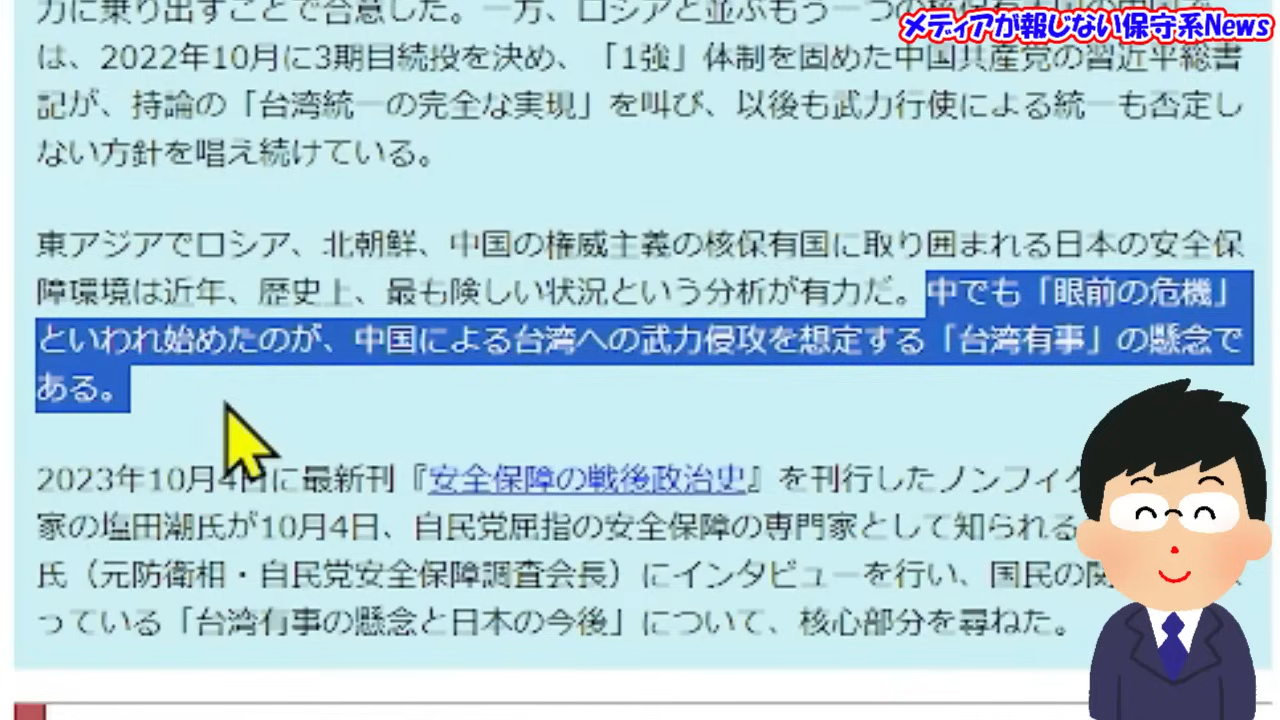 メディアが報じない保守系News
力に乗り出すことで合意した。一方、ロシアと並ぶもう一つの核保有
は、2022年10月に3期目続投を決め、「1強」体制を固めた中国共産党の習近平総書
記が、持論の「台湾統一の完全な実現」を叫び、以後も武力行使による統一も否定し
ない方針を唱え続けている。
東アジアでロシア、北朝鮮、中国の権威主義の核保有国に取り囲まれる日本の安全保
障環境は近年、歴史上、最も険しい状況という分析が有力だ。中でも「眼前の危機」
といわれ始めたのが、中国による台湾への武力侵攻を想定する「台湾有事」の懸念で
ある。
2023年10月4日に最新刊『安全保障の戦後政治史』を刊行したノンフィク
家の塩田潮氏が10月4日、自民党屈指の安全保障の専門家として知られる
氏（元防衛相・自民党安全保障調査会長）にインタビューを行い、国民の関
っている「台湾有事の懸念と日本の今後」について、核心部分を尋ねた。